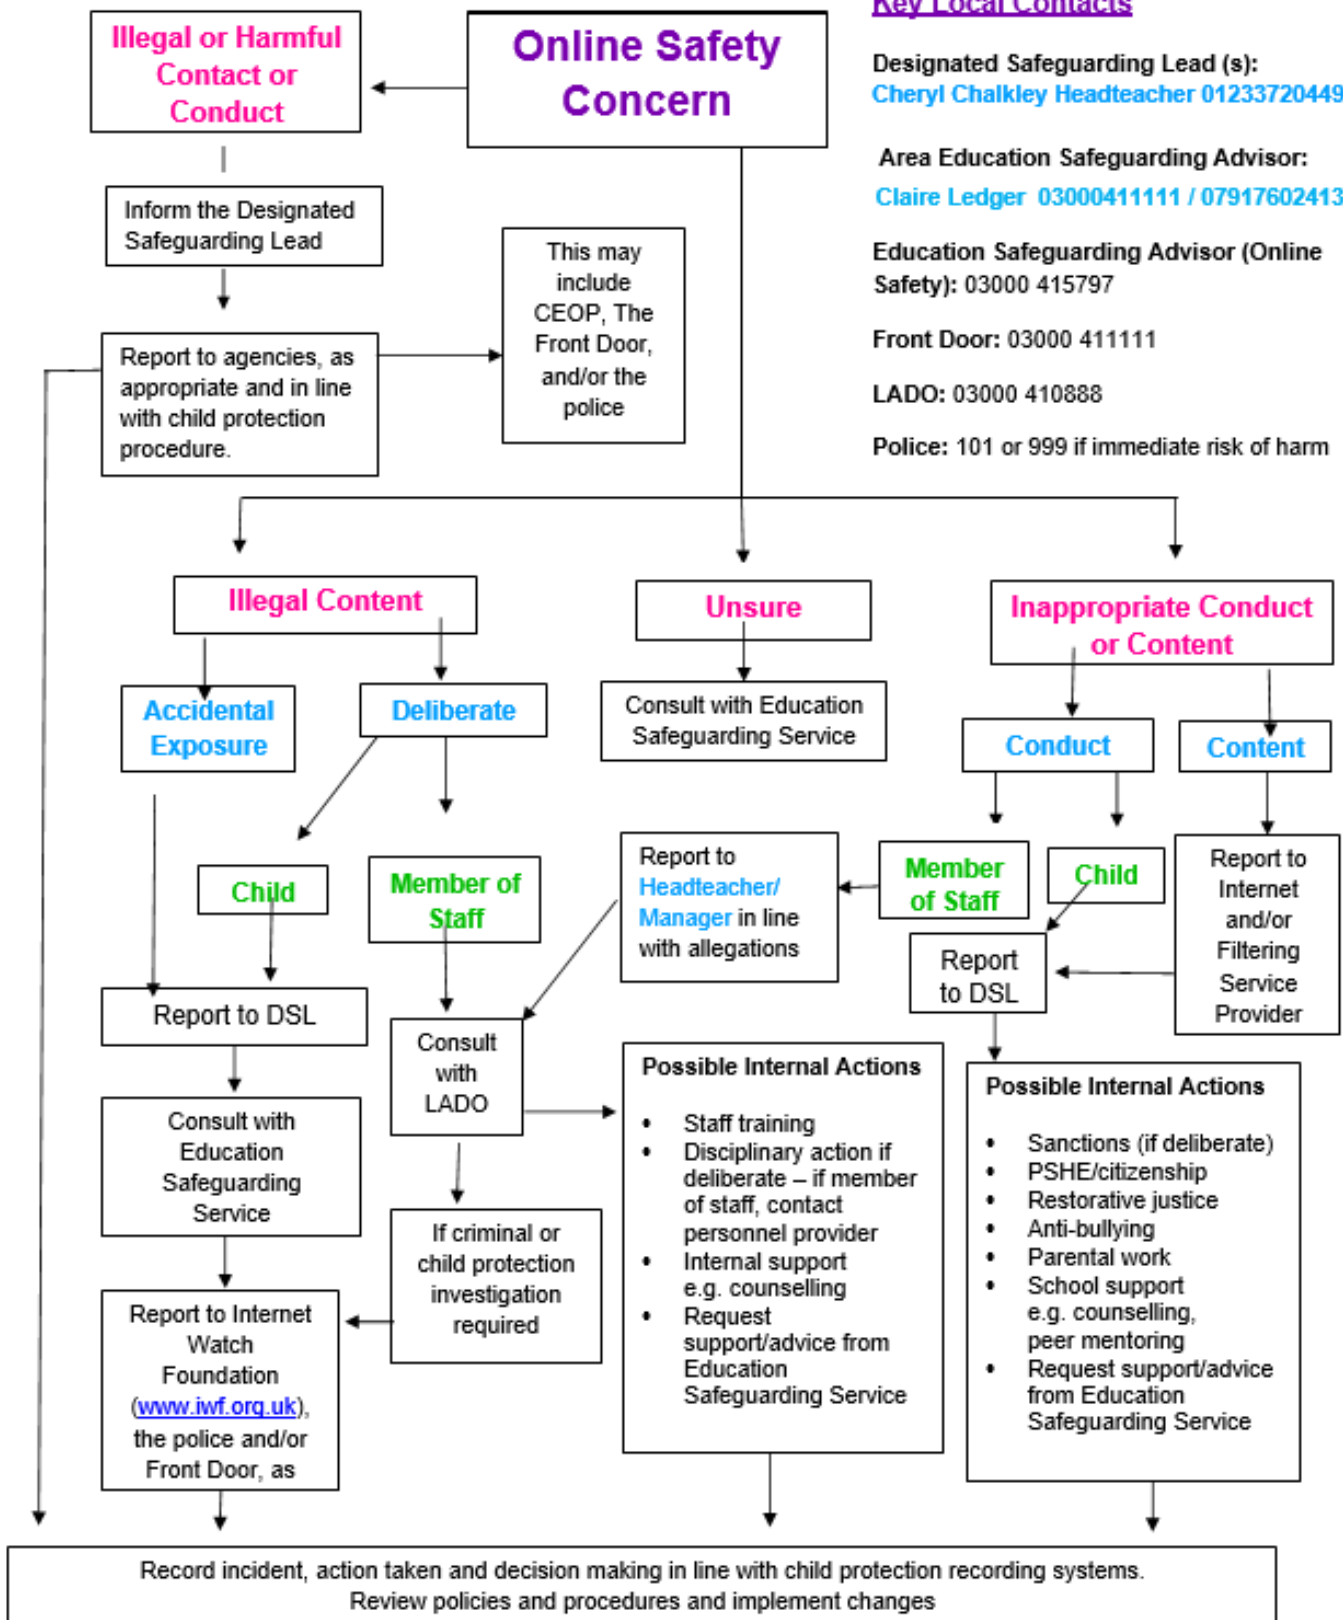 Key Local Contacts
Illegal or Harmful
Contact or
Conduct
Online Safety
Concern
Designated Safeguarding Lead (s):
Cheryl Chalkley Headteacher 01233720449
Area Education Safeguarding Advisor:
Claire Ledger 03000411111 / 07917602413
Education Safeguarding Advisor (Online
Safety): 03000 415797
Front Door: 03000 411111
LADO: 03000 410888
Police: 101 or 999 if immediate risk of harm
Inform the Designated
Safeguarding Lead
Report to agencies, as
appropriate and in line
with child protection
procedure.
This may
include
CEOP, The
Front Door,
and/or the
police
Illegal Content
Unsure
Inappropriate Conduct
or Content
Accidental
Exposure
Deliberate
Consult with Education
Safeguarding Service
Conduct
Content
Child
Member of
Staff
Report to
Headteacher/
Manager in line
with allegations
Member
of Staff
Child
Report to
Internet
and/or
Filtering
Service
Provider
Report to DSL
Consult
with
LADO
Report
to DSL
Consult with
Education
Safeguarding
Service
If criminal or
child protection
investigation
required
Report to Internet
Watch
Foundation
(www.iwf.org.uk),
the police and/or
Front Door, as
Possible Internal Actions
• Staff training
• Disciplinary action if
deliberate – if member
of staff, contact
personnel provider
• Internal support
e.g. counselling
• Request
support/advice from
Education
Safeguarding Service
Possible Internal Actions
• Sanctions (if deliberate)
• PSHE/citizenship
• Restorative justice
• Anti-bullying
• Parental work
• School support
e.g. counselling,
peer mentoring
• Request support/advice
from Education
Safeguarding Service
Record incident, action taken and decision making in line with child protection recording systems.
Review policies and procedures and implement changes